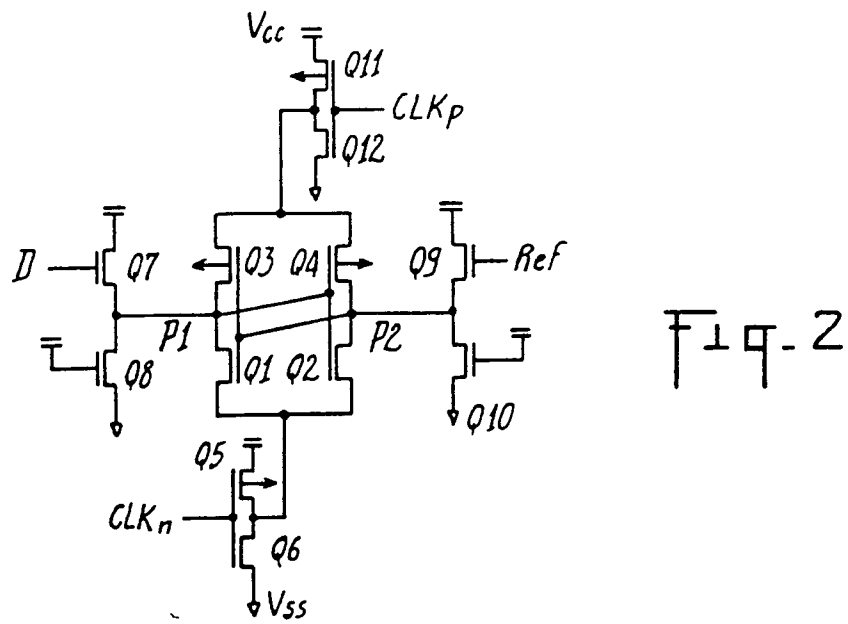 Vcc
Q11
CLKp
Q12
D
Q7
Q3
Q4
Q9
Ref
P1
P2
Q8
Q1
Q2
Q10
Fig. 2
Q5
CLKn
Q6
Vss